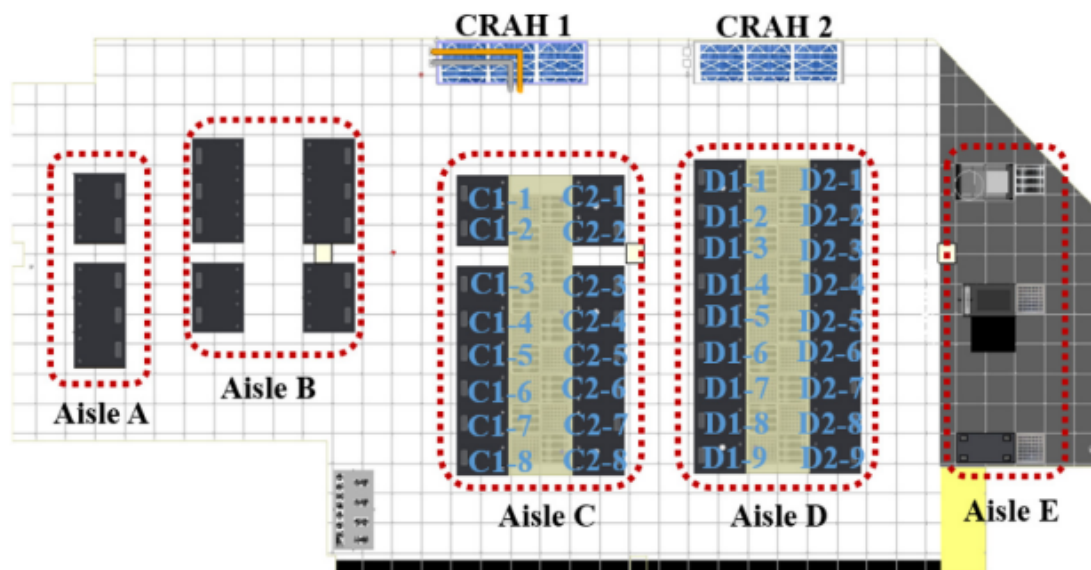 CRAH 1
CRAH 2
C1-1
C2-1
C1-2
C2-2
C1-3
C2-3
C1-4
C2-4
C1-5
C2-5
C1-6
C2-6
C1-7
C2-7
C1-8
C2-8
D1-1
D2-1
D1-2
D2-2
D1-3
D2-3
D1-4
D2-4
D1-5
D2-5
D1-6
D2-6
D1-7
D2-7
D1-8
D2-8
D1-9
D2-9
Aisle A
Aisle B
Aisle C
Aisle D
Aisle E